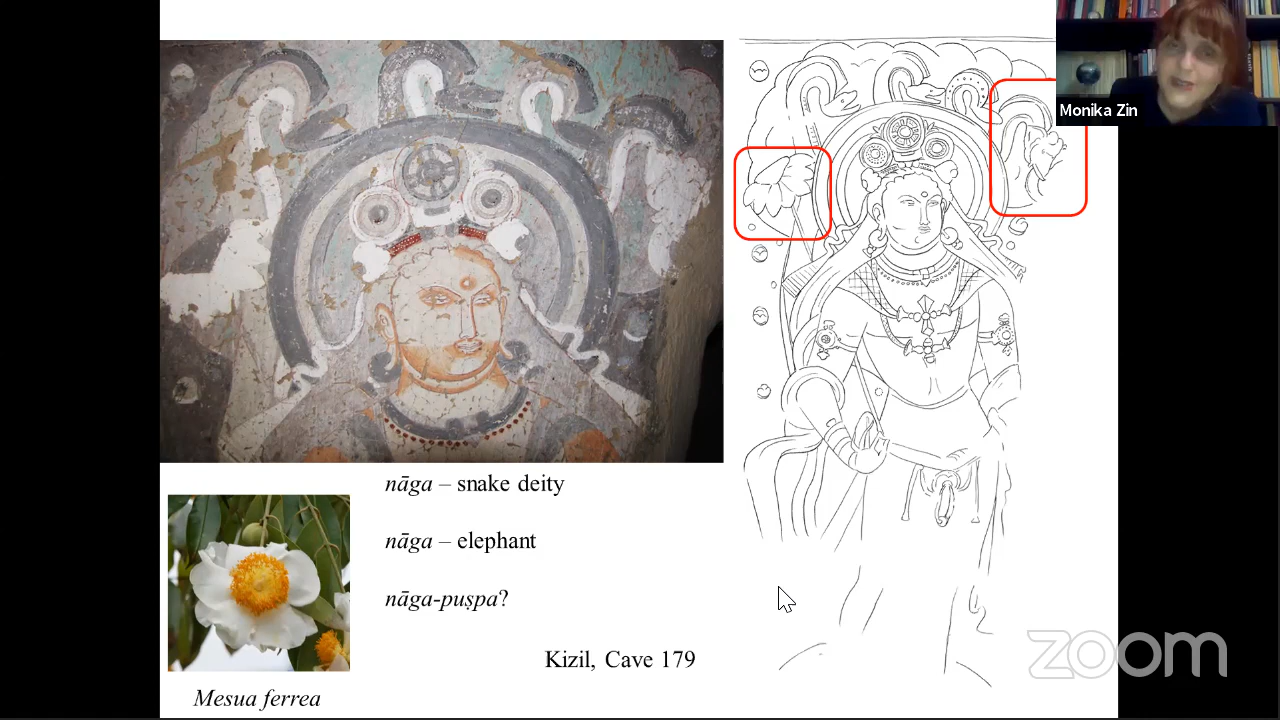 Monika Zin
nāga – snake deity
nāga – elephant
nāga-puṣpa?
Kizil, Cave 179
Mesua ferrea
zoom